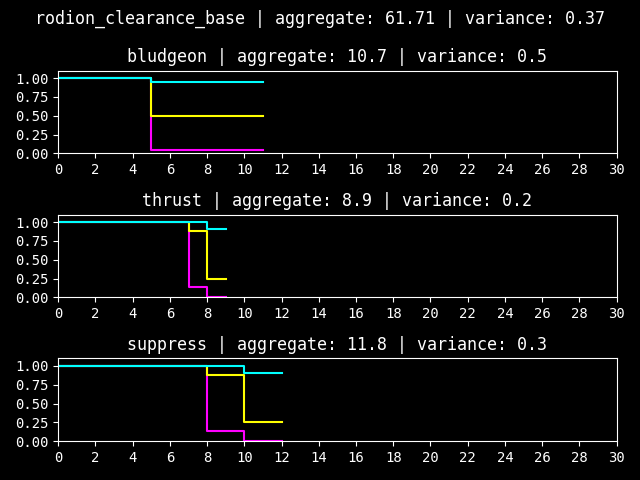 rodion_clearance_base | aggregate: 61.71 | variance: 0.37
bludgeon | aggregate: 10.7 | variance: 0.5
1.00
0.75
0.50
0.25
0.00
0 2 4 6 8 10 12 14 16 18 20 22 24 26 28 30
thrust | aggregate: 8.9 | variance: 0.2
1.00
0.75
0.50
0.25
0.00
0 2 4 6 8 10 12 14 16 18 20 22 24 26 28 30
suppress | aggregate: 11.8 | variance: 0.3
1.00
0.75
0.50
0.25
0.00
0 2 4 6 8 10 12 14 16 18 20 22 24 26 28 30